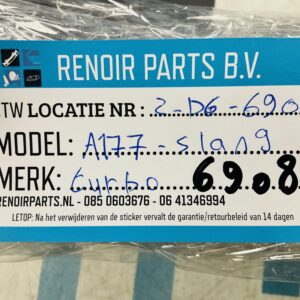 RENOIR PARTS B.V.
TW LOCATIE NR : 2-D6-690
MODEL: A177-slang
MERK: turbo 6908
RENOIRPARTS.NL - 085 0603676 - 06 41346994
LETOP: Na het verwijderen van de sticker vervalt de garantie/retourbeleid van 14 dagen